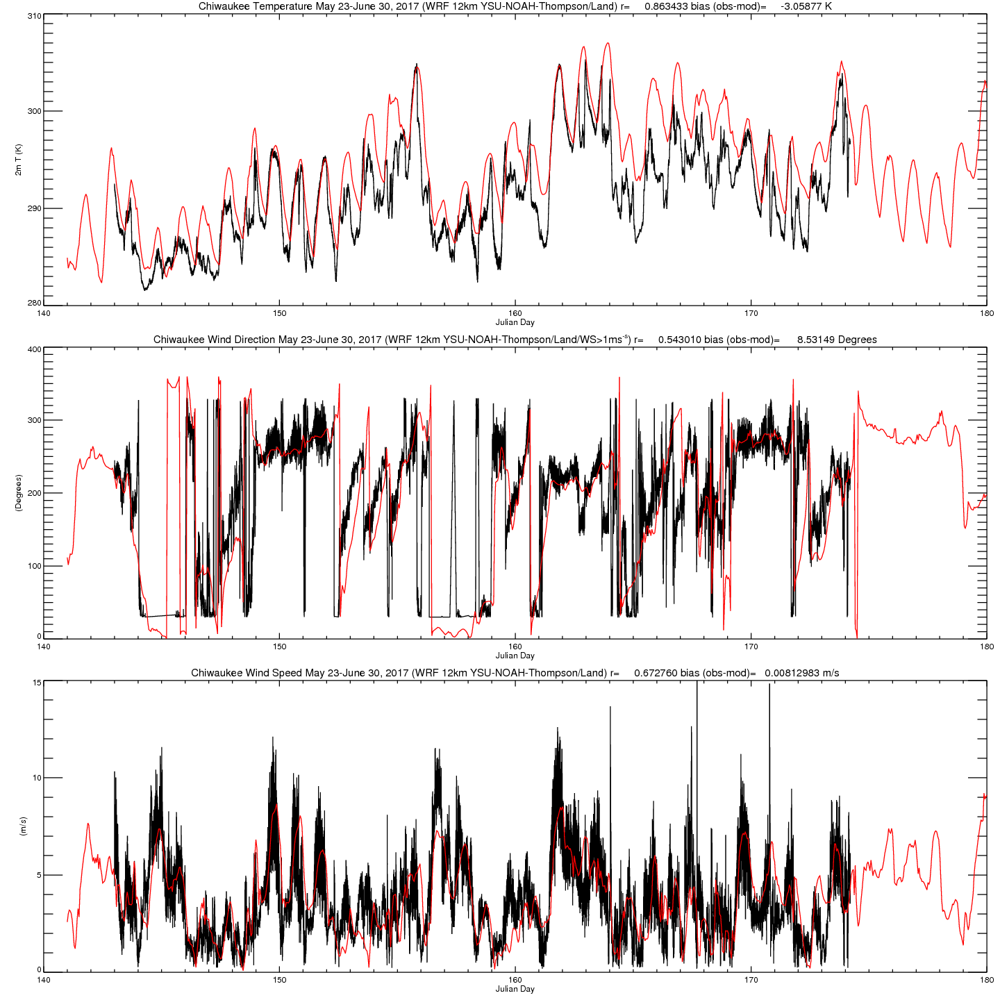 Chiwaukee Temperature May 23-June 30, 2017 (WRF 12km YSU-NOAH-Thompson/Land) r= 0.863433 bias (obs-mod)= -3.05877 K
310
300
290
280
2m T (K)
140 150 160 170 180
Julian Day
Chiwaukee Wind Direction May 23-June 30, 2017 (WRF 12km YSU-NOAH-Thompson/Land/WS>1ms-s) r= 0.543010 bias (obs-mod)= 8.53149 Degrees
400
300
200
100
0
(Degrees)
140 150 160 170 180
Julian Day
Chiwaukee Wind Speed May 23-June 30, 2017 (WRF 12km YSU-NOAH-Thompson/Land) r= 0.672760 bias (obs-mod)= 0.00812983 m/s
15
10
5
0
(m/s)
140 150 160 170 180
Julian Day